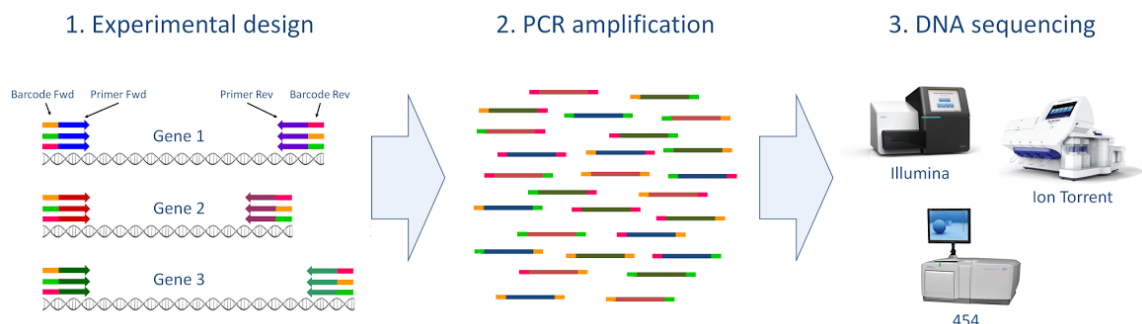 1. Experimental design
2. PCR amplification
3. DNA sequencing
Barcode Fwd
Primer Fwd
Primer Rev
Barcode Rev
Gene 1
Gene 2
Gene 3
Illumina
Ion Torrent
454